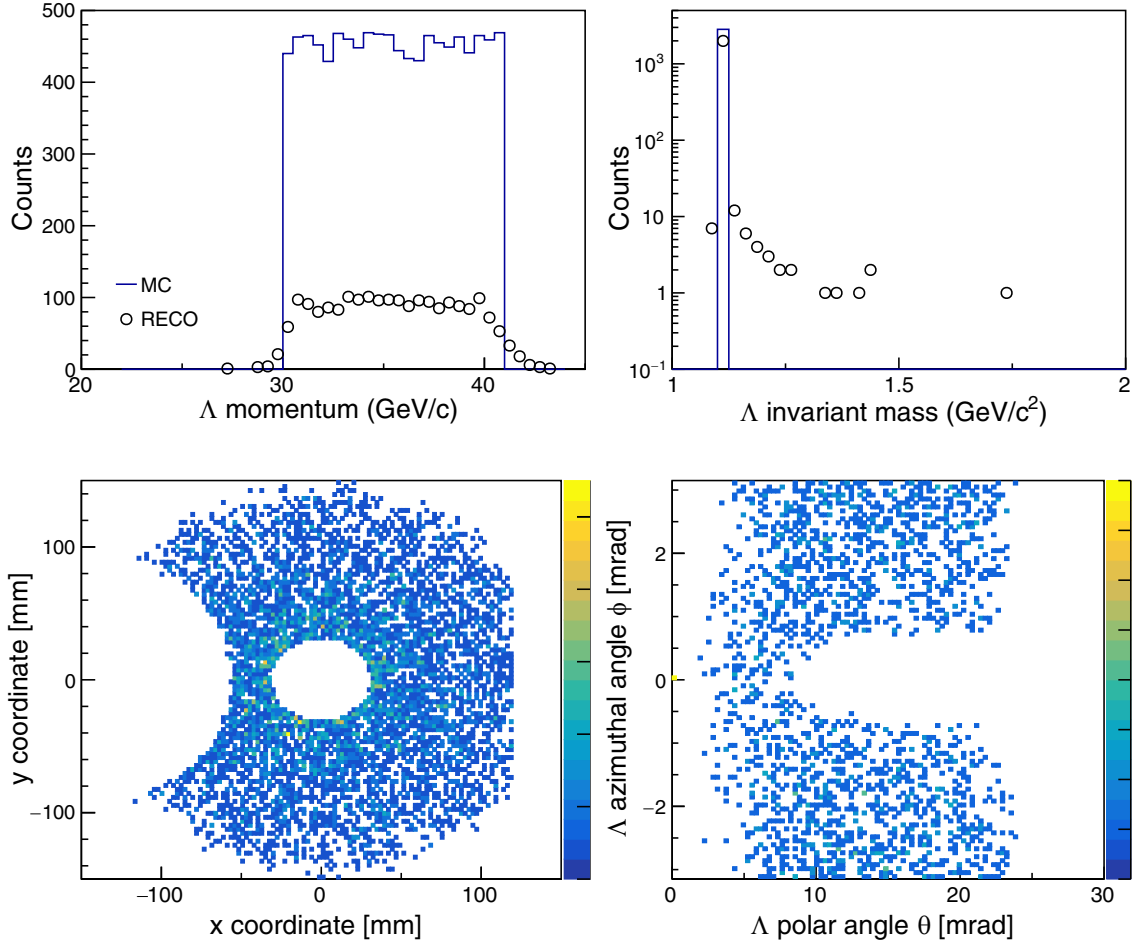 500
400
300
200
100
0
Counts
MC
RECO
20 30 40
Λ momentum (GeV/c)
10³
10²
10
1
10⁻¹
Counts
1 1.5 2
Λ invariant mass (GeV/c²)
100
0
−100
y coordinate [mm]
−100 0 100
x coordinate [mm]
2
0
−2
Λ azimuthal angle ϕ [mrad]
0 10 20 30
Λ polar angle θ [mrad]